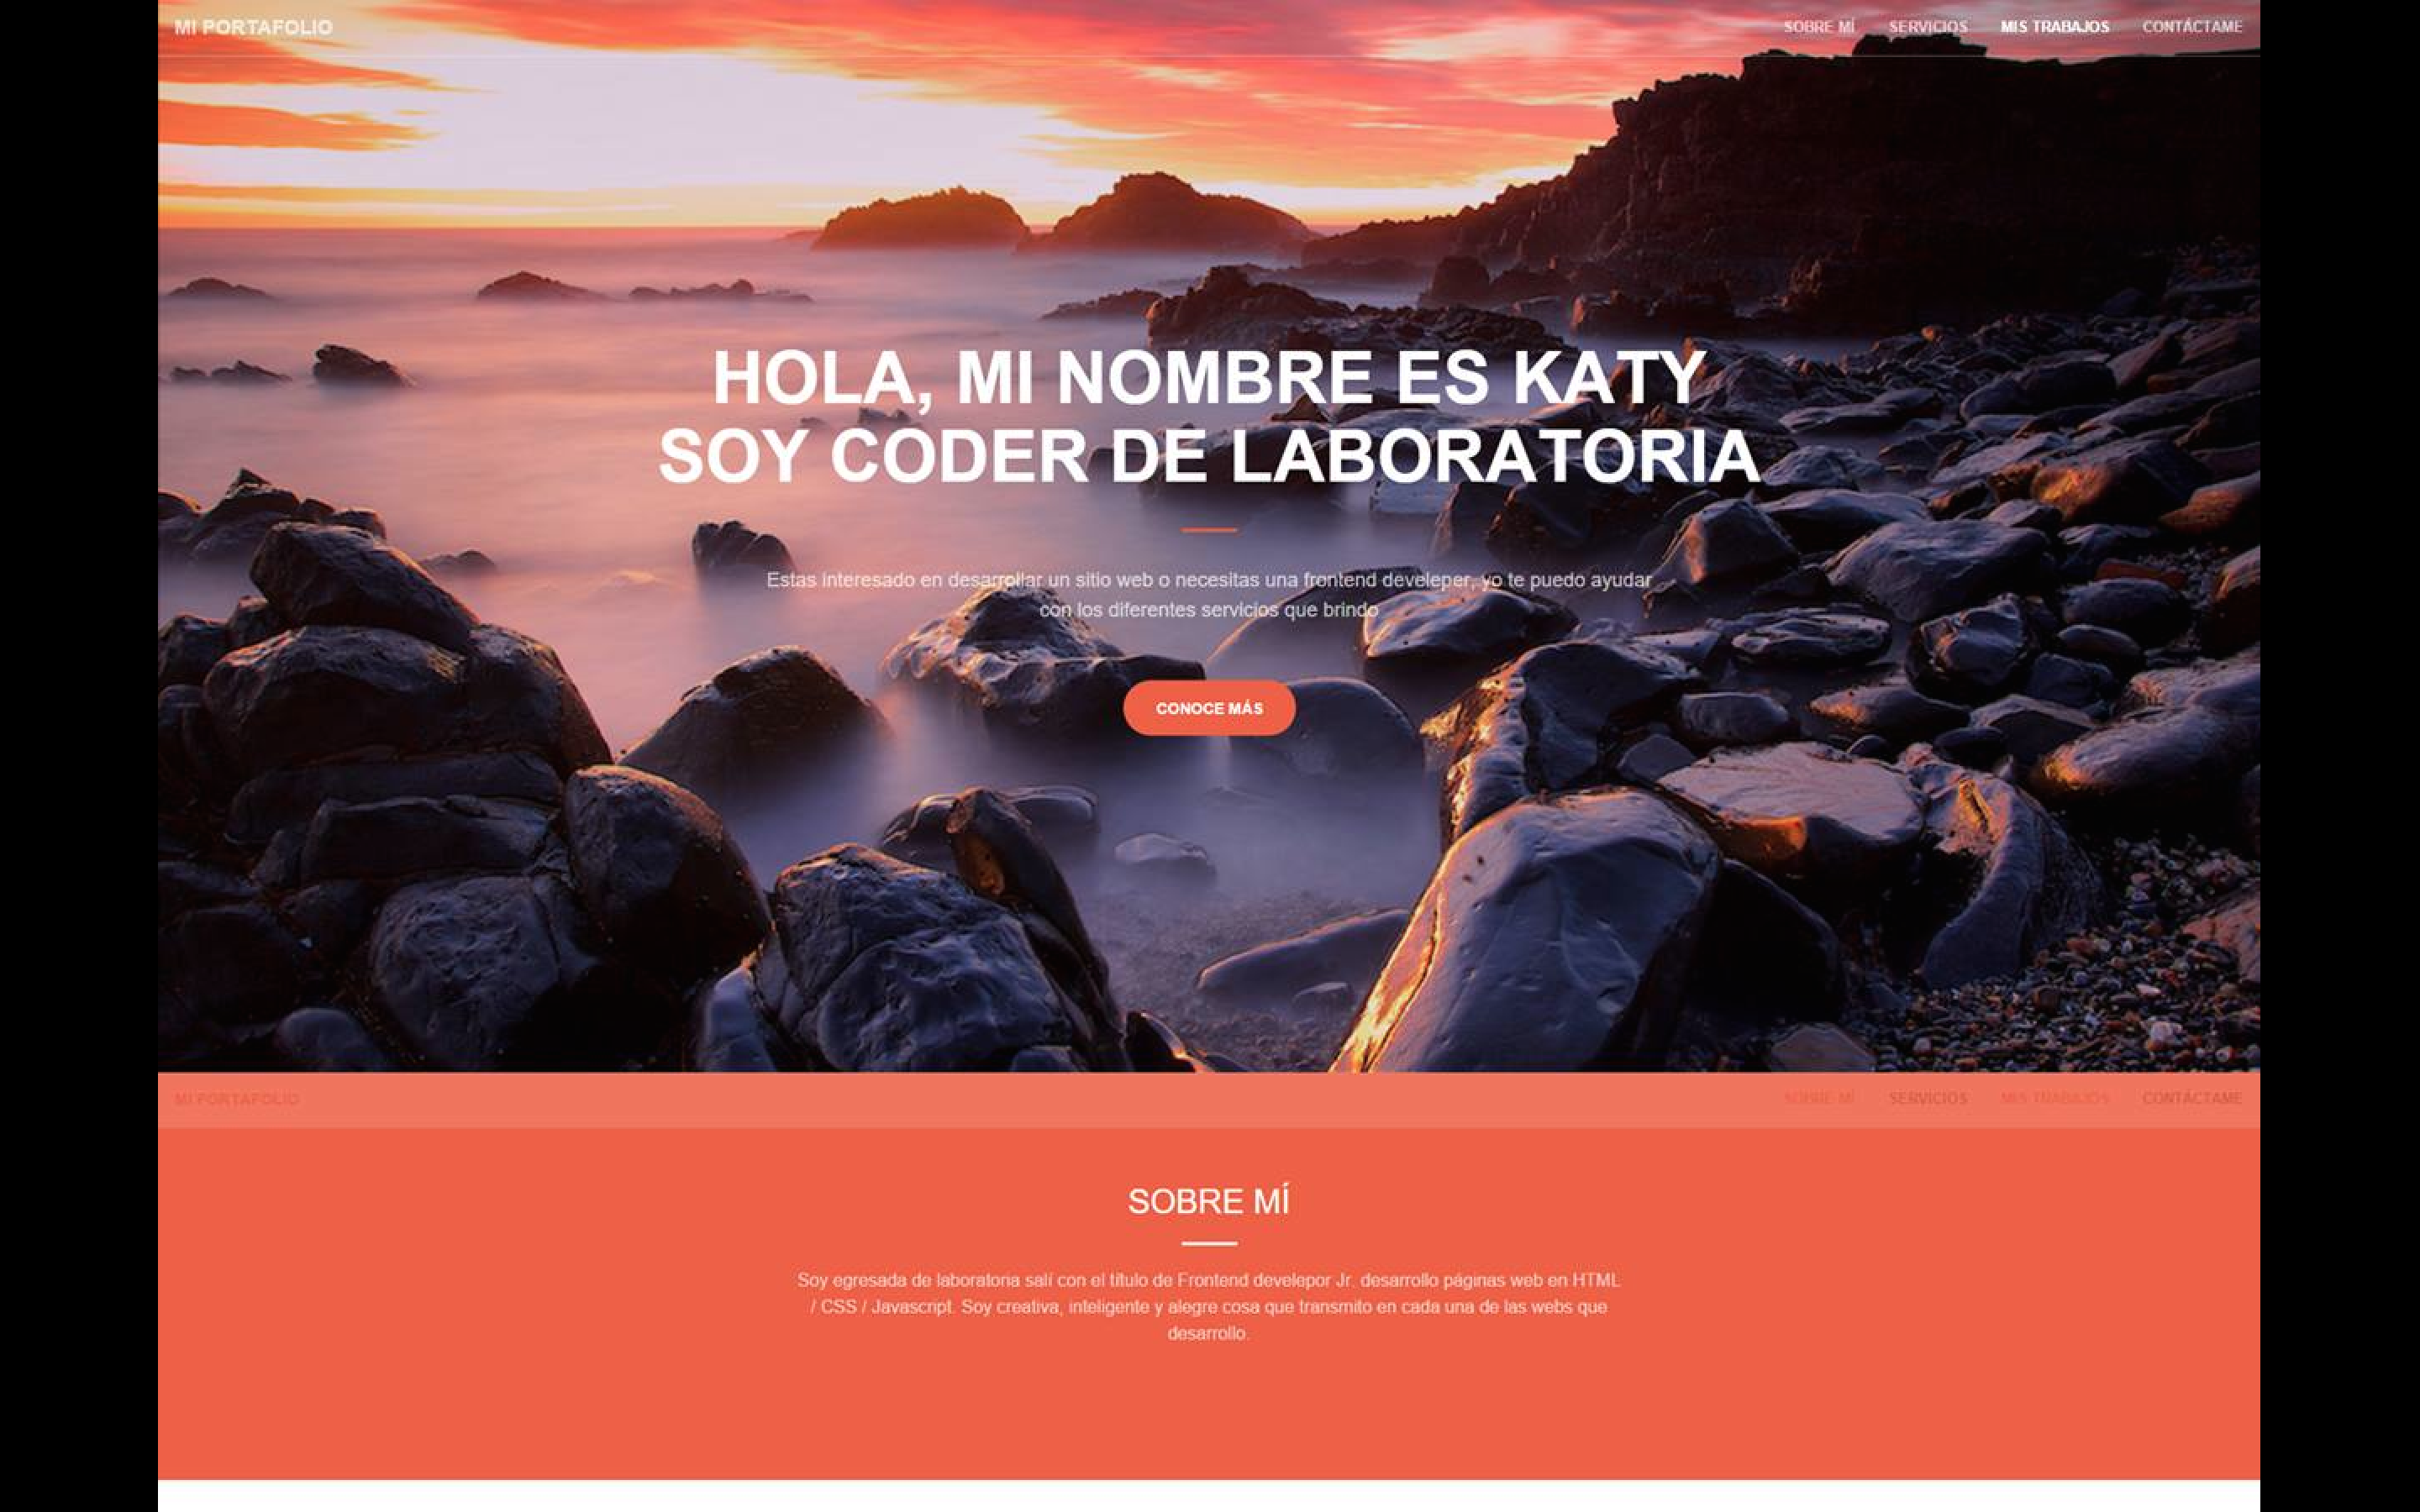 MI PORTAFOLIO
SOBRE MÍ SERVICIOS MIS TRABAJOS CONTÁCTAME
HOLA, MI NOMBRE ES KATY
SOY CODER DE LABORATORIA
Estas interesado en desarrollar un sitio web o necesitas una frontend develeper, yo te puedo ayudar
con los diferentes servicios que brindo
CONOCE MÁS
MI PORTAFOLIO
SOBRE MÍ SERVICIOS MIS TRABAJOS CONTÁCTAME
SOBRE MÍ
Soy egresada de laboratoria salí con el título de Frontend develepor Jr. desarrollo páginas web en HTML
/ CSS / Javascript. Soy creativa, inteligente y alegre cosa que transmito en cada una de las webs que
desarrollo.